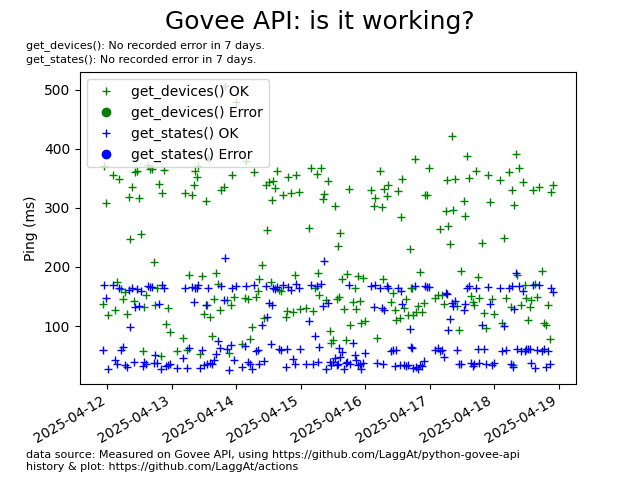 Govee API: is it working?
get_devices(): No recorded error in 7 days.
get_states(): No recorded error in 7 days.
get_devices() OK
get_devices() Error
get_states() OK
get_states() Error
500
400
300
200
100
Ping (ms)
2025-04-12
2025-04-13
2025-04-14
2025-04-15
2025-04-16
2025-04-17
2025-04-18
2025-04-19
data source: Measured on Govee API, using https://github.com/LaggAt/python-govee-api
history & plot: https://github.com/LaggAt/actions